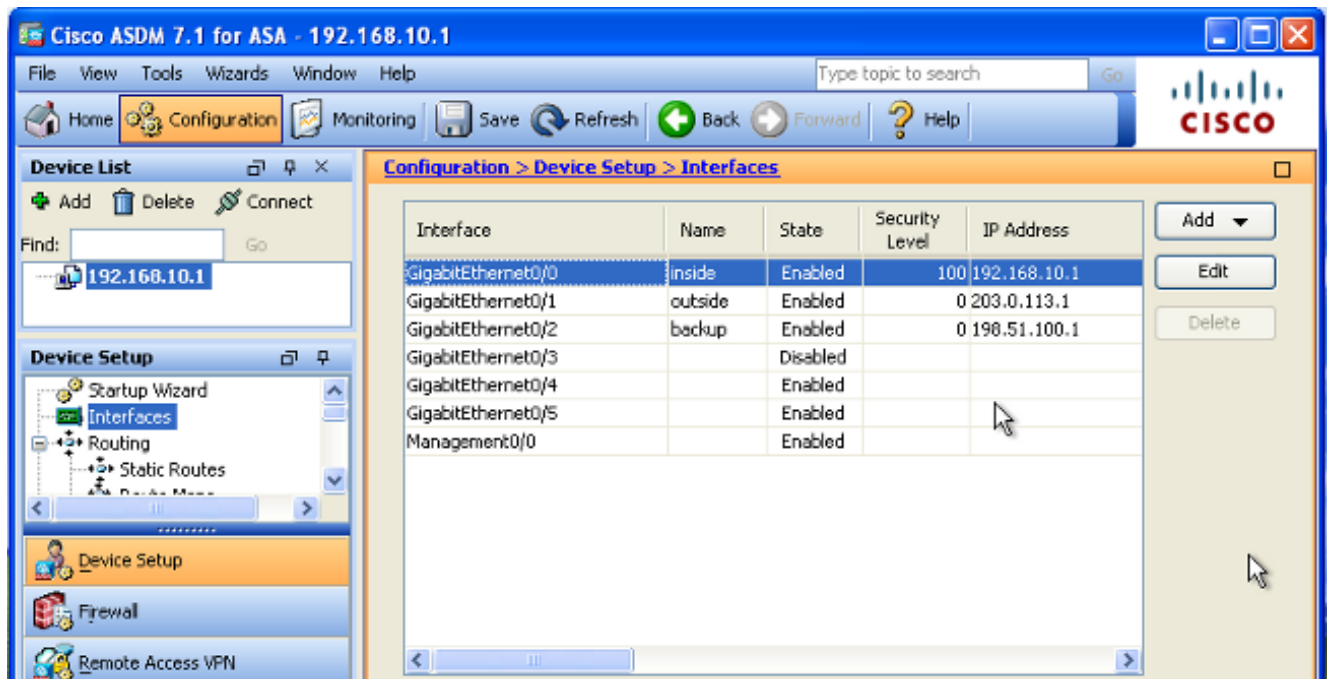 Cisco ASDM 7.1 for ASA - 192.168.10.1
File View Tools Wizards Window Help
Type topic to search Go
Home Configuration Monitoring Save Refresh Back Forward Help
CISCO
Device List
Add Delete Connect
Find: Go
192.168.10.1
Device Setup
Startup Wizard
Interfaces
Routing
Static Routes
Device Setup
Firewall
Remote Access VPN
Configuration > Device Setup > Interfaces
Interface Name State Security Level IP Address
GigabitEthernet0/0 inside Enabled 100 192.168.10.1
GigabitEthernet0/1 outside Enabled 0 203.0.113.1
GigabitEthernet0/2 backup Enabled 0 198.51.100.1
GigabitEthernet0/3 Disabled
GigabitEthernet0/4 Enabled
GigabitEthernet0/5 Enabled
Management0/0 Enabled
Add
Edit
Delete